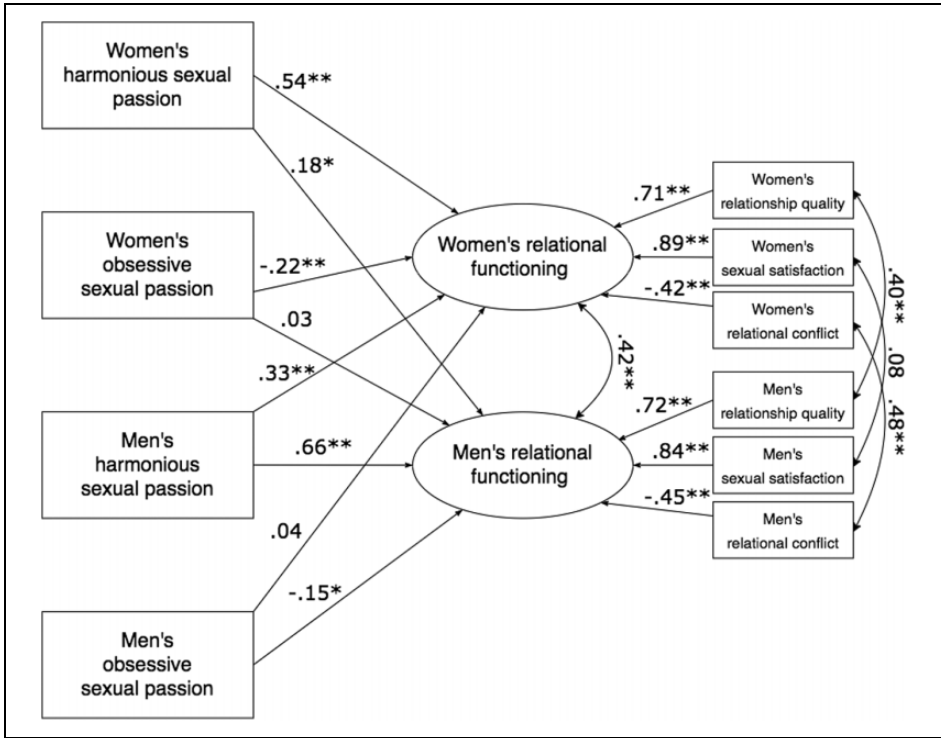 Women's
harmonious sexual
passion
.54**
.18*
Women's
obsessive
sexual passion
-.22**
.03
Men's
harmonious
sexual passion
.33**
.66**
Men's
obsessive
sexual passion
.04
-.15*
Women's relational
functioning
.42**
Men's relational
functioning
.71**
.89**
-.42**
.72**
.84**
-.45**
Women's
relationship quality
Women's
sexual satisfaction
Women's
relational conflict
Men's
relationship quality
Men's
sexual satisfaction
Men's
relational conflict
.40**
.08
.48**